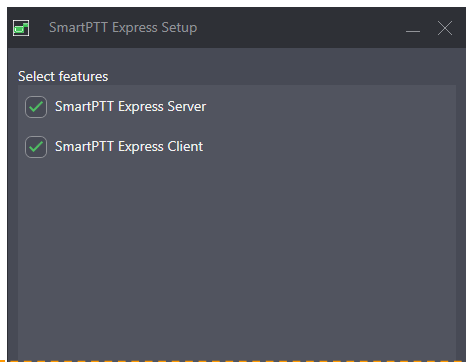 SmartPTT Express Setup
Select features
SmartPTT Express Server
SmartPTT Express Client